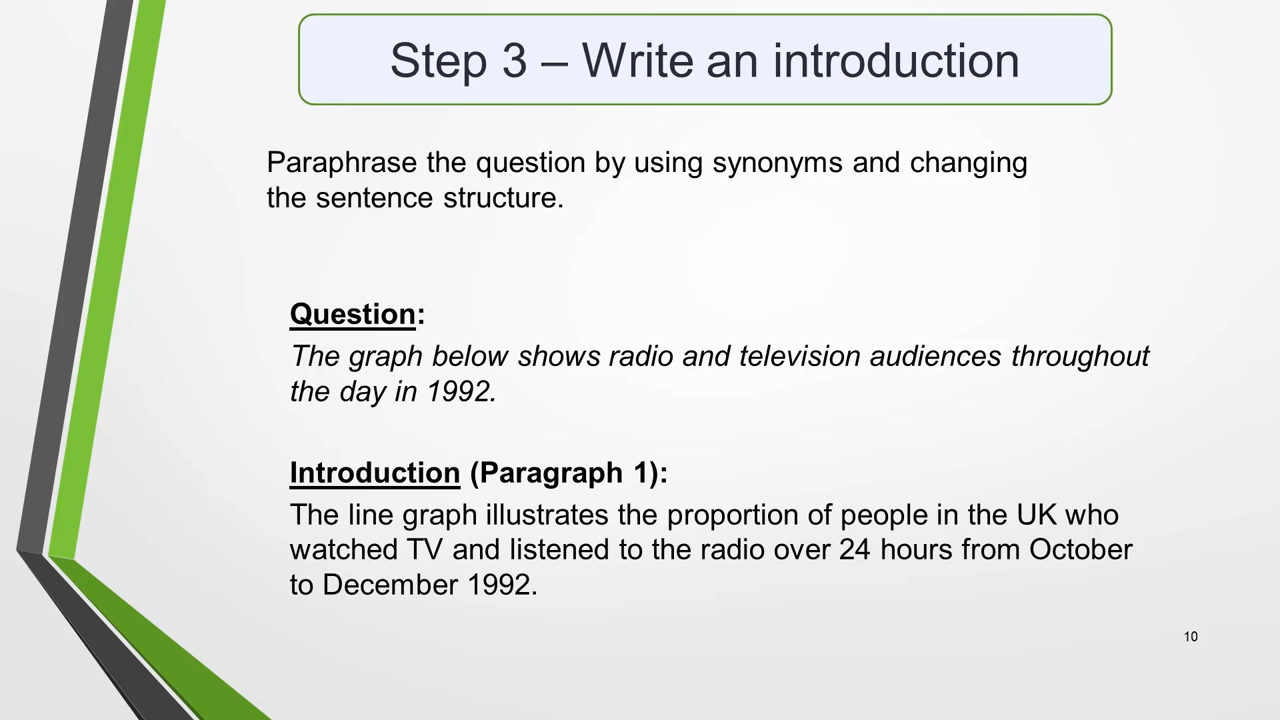 Step 3 – Write an introduction
Paraphrase the question by using synonyms and changing
the sentence structure.
Question:
The graph below shows radio and television audiences throughout
the day in 1992.
Introduction (Paragraph 1):
The line graph illustrates the proportion of people in the UK who
watched TV and listened to the radio over 24 hours from October
to December 1992.
10